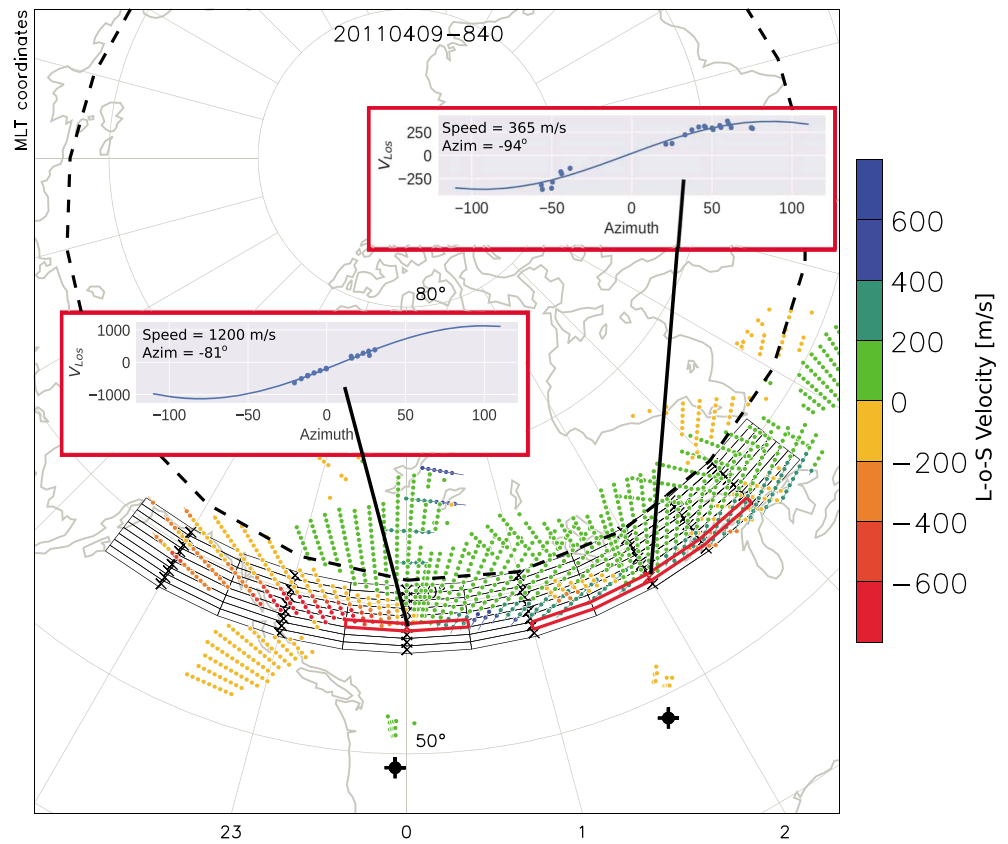 MLT coordinates
20110409-840
Speed = 365 m/s
Azim = -94°
V_Los
250
0
−250
−100 −50 0 50 100
Azimuth
80°
Speed = 1200 m/s
Azim = -81°
V_Los
1000
0
−1000
−100 −50 0 50 100
Azimuth
50°
23 0 1 2
600
400
200
0
−200
−400
−600
L-o-S Velocity [m/s]